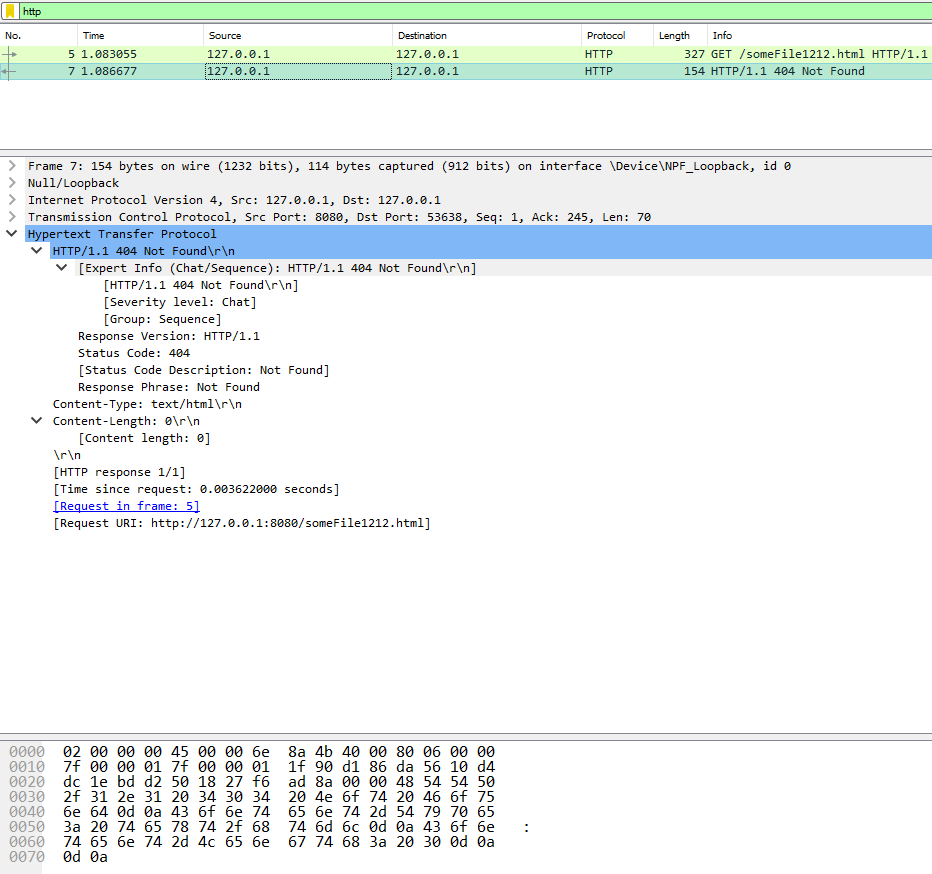 http
No. Time Source Destination Protocol Length Info
5 1.083055 127.0.0.1 127.0.0.1 HTTP 327 GET /someFile1212.html HTTP/1.1
7 1.086677 127.0.0.1 127.0.0.1 HTTP 154 HTTP/1.1 404 Not Found
Frame 7: 154 bytes on wire (1232 bits), 114 bytes captured (912 bits) on interface \Device\NPF_Loopback, id 0
Null/Loopback
Internet Protocol Version 4, Src: 127.0.0.1, Dst: 127.0.0.1
Transmission Control Protocol, Src Port: 8080, Dst Port: 53638, Seq: 1, Ack: 245, Len: 70
Hypertext Transfer Protocol
HTTP/1.1 404 Not Found\r\n
[Expert Info (Chat/Sequence): HTTP/1.1 404 Not Found\r\n]
[HTTP/1.1 404 Not Found\r\n]
[Severity level: Chat]
[Group: Sequence]
Response Version: HTTP/1.1
Status Code: 404
[Status Code Description: Not Found]
Response Phrase: Not Found
Content-Type: text/html\r\n
Content-Length: 0\r\n
[Content length: 0]
\r\n
[HTTP response 1/1]
[Time since request: 0.003622000 seconds]
[Request in frame: 5]
[Request URI: http://127.0.0.1:8080/someFile1212.html]
0000 02 00 00 00 45 00 00 6e 8a 4b 40 00 80 06 00 00
0010 7f 00 00 01 7f 00 00 01 1f 90 d1 86 da 56 10 d4
0020 dc 1e bd d2 50 18 27 f6 ad 8a 00 00 48 54 54 50
0030 2f 31 2e 31 20 34 30 34 20 4e 6f 74 20 46 6f 75
0040 6e 64 0d 0a 43 6f 6e 74 65 6e 74 2d 54 79 70 65
0050 3a 20 74 65 78 74 2f 68 74 6d 6c 0d 0a 43 6f 6e :
0060 74 65 6e 74 2d 4c 65 6e 67 74 68 3a 20 30 0d 0a
0070 0d 0a